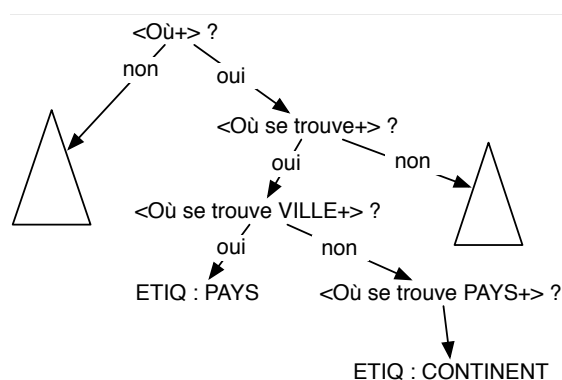 <Où+> ?
non
oui
<Où se trouve+> ?
oui
non
<Où se trouve VILLE+> ?
oui
non
ETIQ : PAYS
<Où se trouve PAYS+> ?
ETIQ : CONTINENT